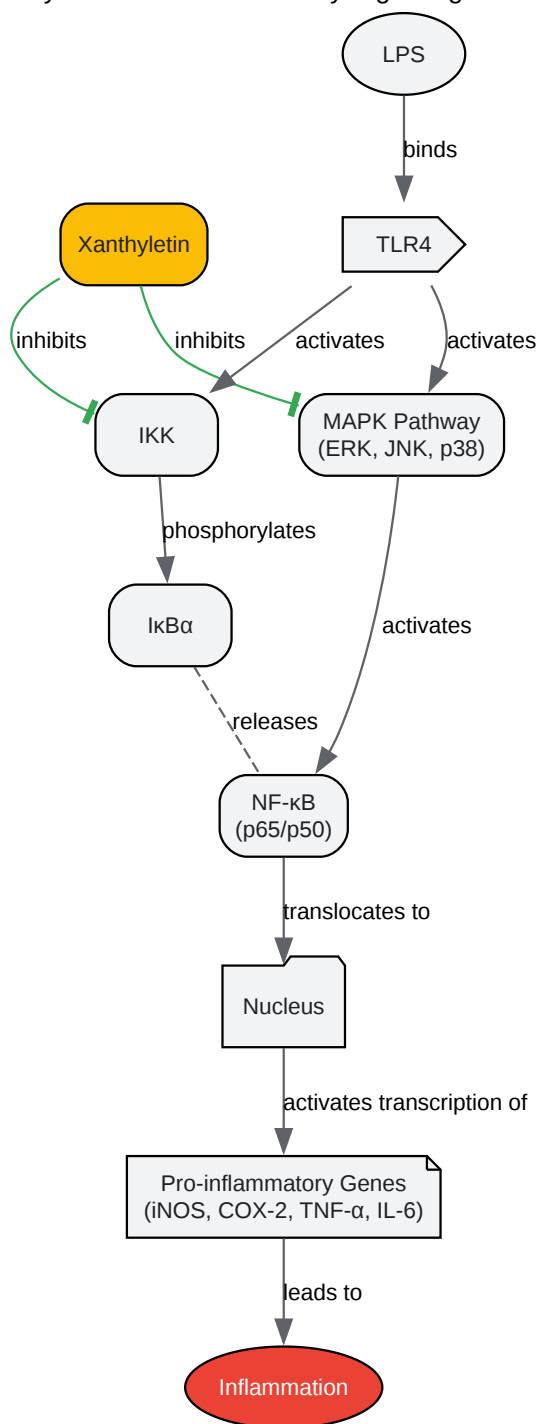 LPS
binds
Xanthyletin
TLR4
inhibits
inhibits
activates
activates
IKK
MAPK Pathway
(ERK, JNK, p38)
phosphorylates
IκBα
activates
releases
NF-κB
(p65/p50)
translocates to
Nucleus
activates transcription of
Pro-inflammatory Genes
(iNOS, COX-2, TNF-α, IL-6)
leads to
Inflammation